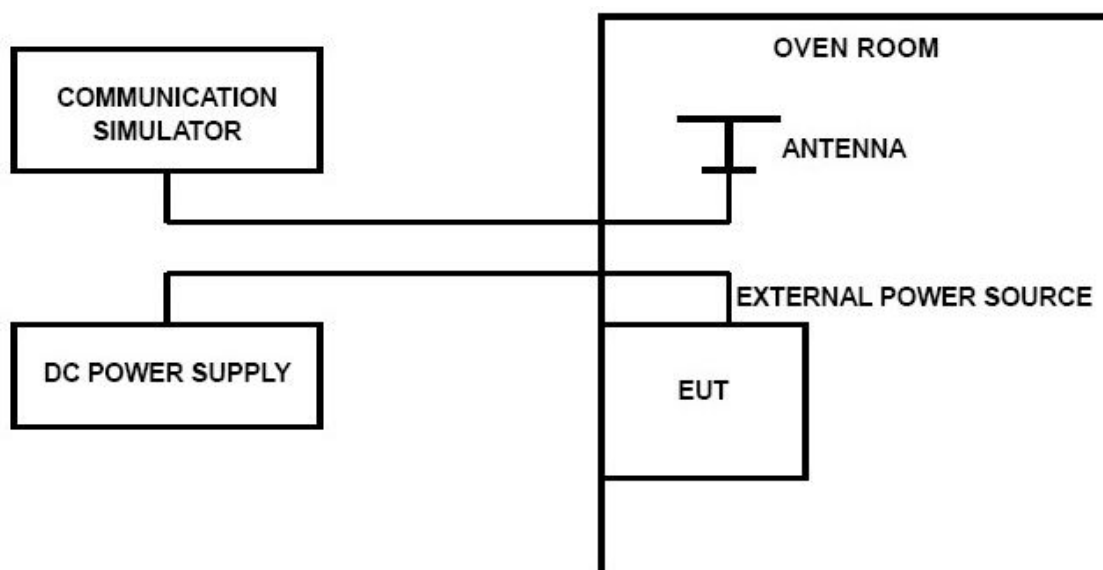 OVEN ROOM
COMMUNICATION
SIMULATOR
ANTENNA
EXTERNAL POWER SOURCE
DC POWER SUPPLY
EUT